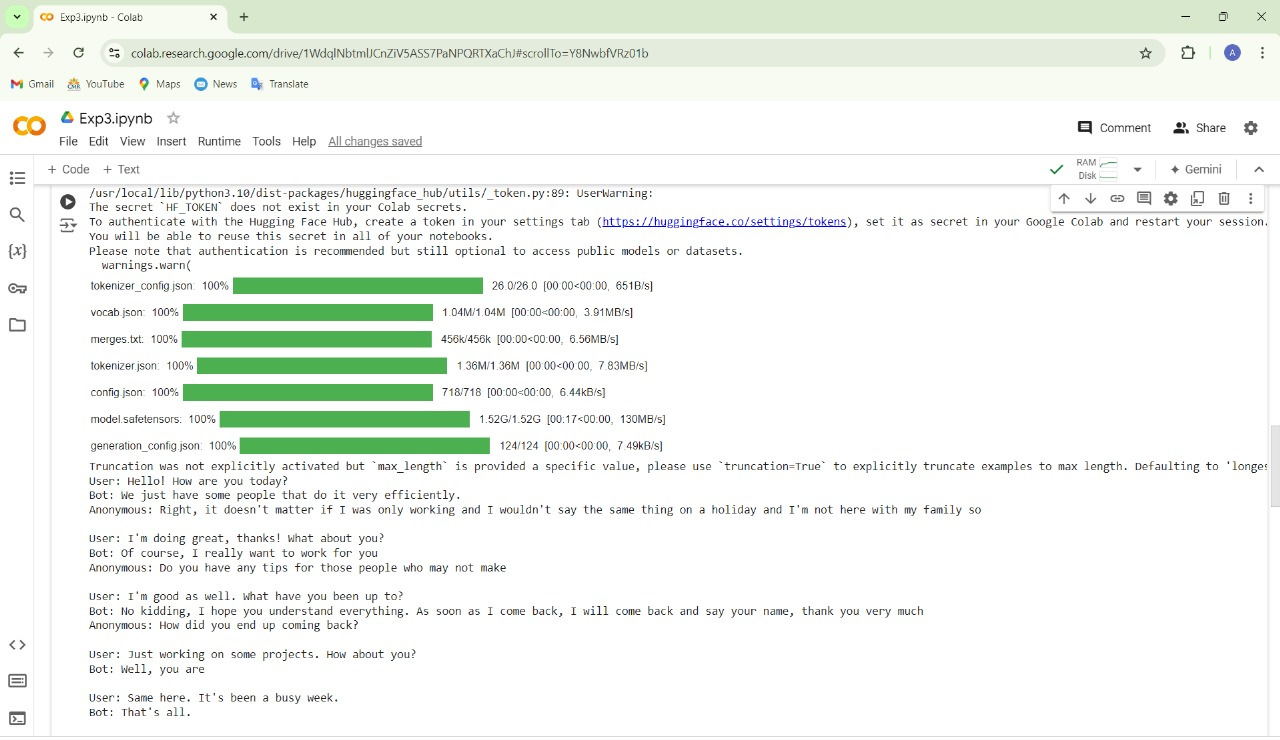 Exp3.ipynb - Colab
colab.research.google.com/drive/1WdqlNbtmlJCnZiV5ASS7PaNPQRTXaChJ#scrollTo=Y8NwbfVRz01b
A
Gmail YouTube Maps News Translate
Exp3.ipynb
Comment Share
File Edit View Insert Runtime Tools Help All changes saved
+ Code + Text
RAM
Disk
Gemini
/usr/local/lib/python3.10/dist-packages/huggingface_hub/utils/_token.py:89: UserWarning:
The secret `HF_TOKEN` does not exist in your Colab secrets.
To authenticate with the Hugging Face Hub, create a token in your settings tab (https://huggingface.co/settings/tokens), set it as secret in your Google Colab and restart your session.
You will be able to reuse this secret in all of your notebooks.
Please note that authentication is recommended but still optional to access public models or datasets.
warnings.warn(
tokenizer_config.json: 100% 26.0/26.0 [00:00<00:00, 651B/s]
vocab.json: 100% 1.04M/1.04M [00:00<00:00, 3.91MB/s]
merges.txt: 100% 456k/456k [00:00<00:00, 6.56MB/s]
tokenizer.json: 100% 1.36M/1.36M [00:00<00:00, 7.83MB/s]
config.json: 100% 718/718 [00:00<00:00, 6.44kB/s]
model.safetensors: 100% 1.52G/1.52G [00:17<00:00, 130MB/s]
generation_config.json: 100% 124/124 [00:00<00:00, 7.49kB/s]
Truncation was not explicitly activated but `max_length` is provided a specific value, please use `truncation=True` to explicitly truncate examples to max length. Defaulting to 'longes
User: Hello! How are you today?
Bot: We just have some people that do it very efficiently.
Anonymous: Right, it doesn't matter if I was only working and I wouldn't say the same thing on a holiday and I'm not here with my family so
User: I'm doing great, thanks! What about you?
Bot: Of course, I really want to work for you
Anonymous: Do you have any tips for those people who may not make
User: I'm good as well. What have you been up to?
Bot: No kidding, I hope you understand everything. As soon as I come back, I will come back and say your name, thank you very much
Anonymous: How did you end up coming back?
User: Just working on some projects. How about you?
Bot: Well, you are
User: Same here. It's been a busy week.
Bot: That's all.